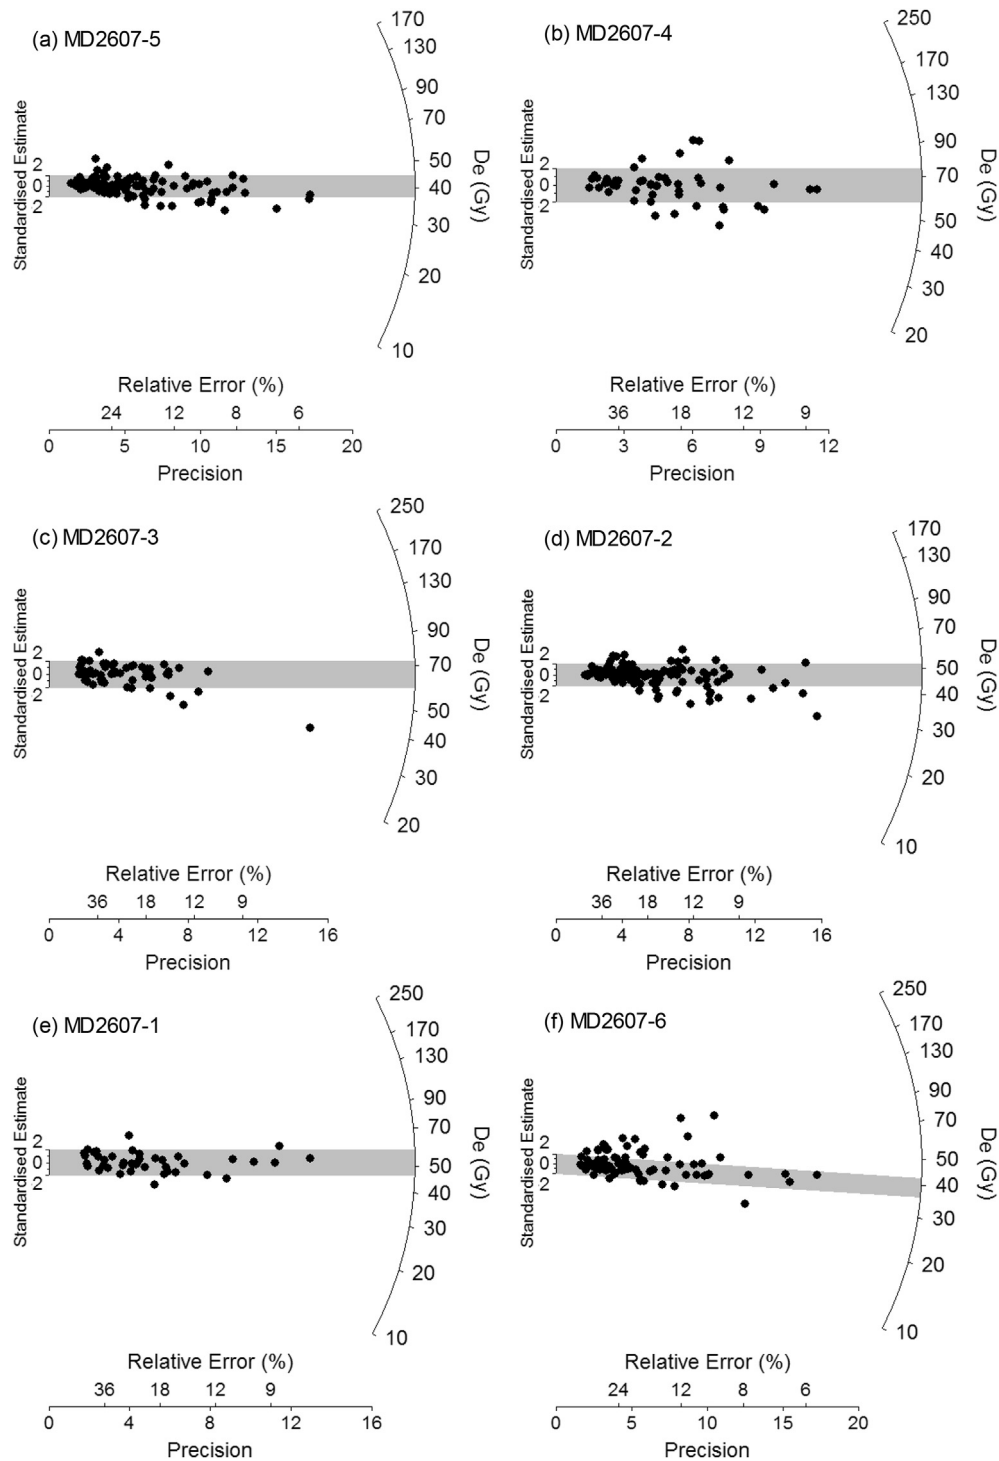 (a) MD2607-5
Standardised Estimate
2
0
2
170
130
90
70
50
40
30
20
10
De (Gy)
Relative Error (%)
24 12 8 6
0 5 10 15 20
Precision
(b) MD2607-4
Standardised Estimate
2
0
2
250
170
130
90
70
50
40
30
20
De (Gy)
Relative Error (%)
36 18 12 9
0 3 6 9 12
Precision
(c) MD2607-3
Standardised Estimate
2
0
2
250
170
130
90
70
50
40
30
20
De (Gy)
Relative Error (%)
36 18 12 9
0 4 8 12 16
Precision
(d) MD2607-2
Standardised Estimate
2
0
2
170
130
90
70
50
40
30
20
10
De (Gy)
Relative Error (%)
36 18 12 9
0 4 8 12 16
Precision
(e) MD2607-1
Standardised Estimate
2
0
2
250
170
130
90
70
50
40
30
20
10
De (Gy)
Relative Error (%)
36 18 12 9
0 4 8 12 16
Precision
(f) MD2607-6
Standardised Estimate
2
0
2
250
170
130
90
70
50
40
30
20
10
De (Gy)
Relative Error (%)
24 12 8 6
0 5 10 15 20
Precision